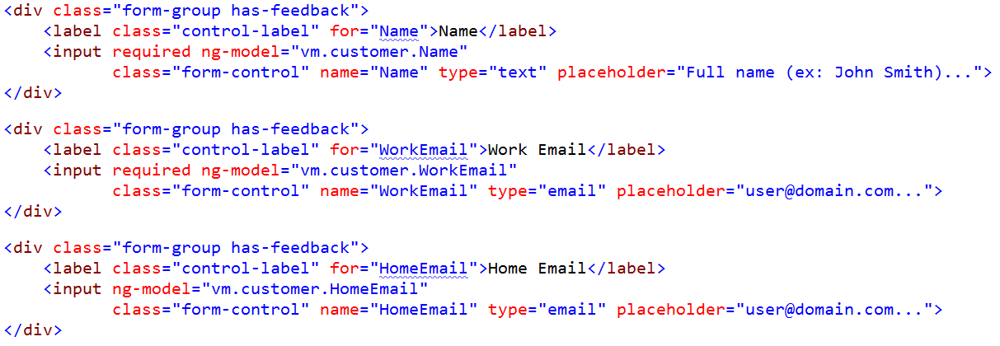 <div class="form-group has-feedback">
    <label class="control-label" for="Name">Name</label>
    <input required ng-model="vm.customer.Name"
           class="form-control" name="Name" type="text" placeholder="Full name (ex: John Smith)...">
</div>
<div class="form-group has-feedback">
    <label class="control-label" for="WorkEmail">Work Email</label>
    <input required ng-model="vm.customer.WorkEmail"
           class="form-control" name="WorkEmail" type="email" placeholder="user@domain.com...">
</div>
<div class="form-group has-feedback">
    <label class="control-label" for="HomeEmail">Home Email</label>
    <input ng-model="vm.customer.HomeEmail"
           class="form-control" name="HomeEmail" type="email" placeholder="user@domain.com...">
</div>